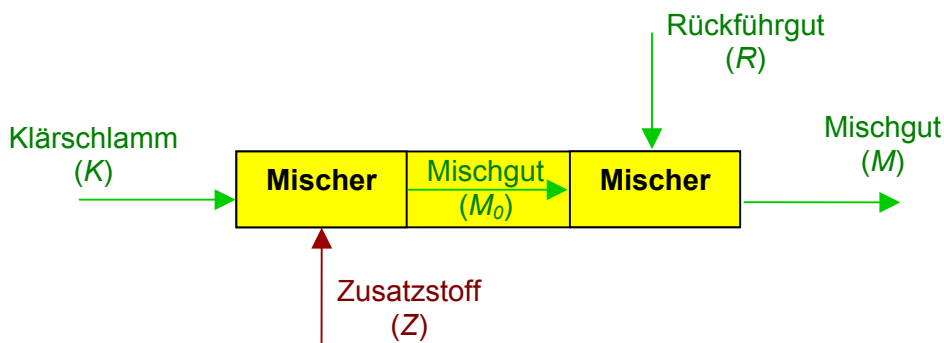 Rückführgut
(R)
Klärschlamm
(K)
Mischer
Mischgut
(M₀)
Mischer
Mischgut
(M)
Zusatzstoff
(Z)